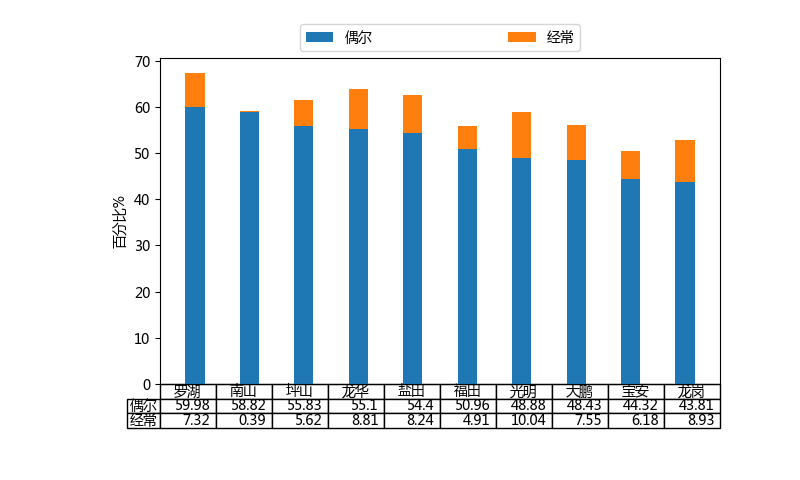 偶尔 经常
70
60
50
40
30
20
10
0
百分比%
罗湖 南山 坪山 龙华 盐田 福田 光明 大鹏 宝安 龙岗
偶尔 59.98 58.82 55.83 55.1 54.4 50.96 48.88 48.43 44.32 43.81
经常 7.32 0.39 5.62 8.81 8.24 4.91 10.04 7.55 6.18 8.93